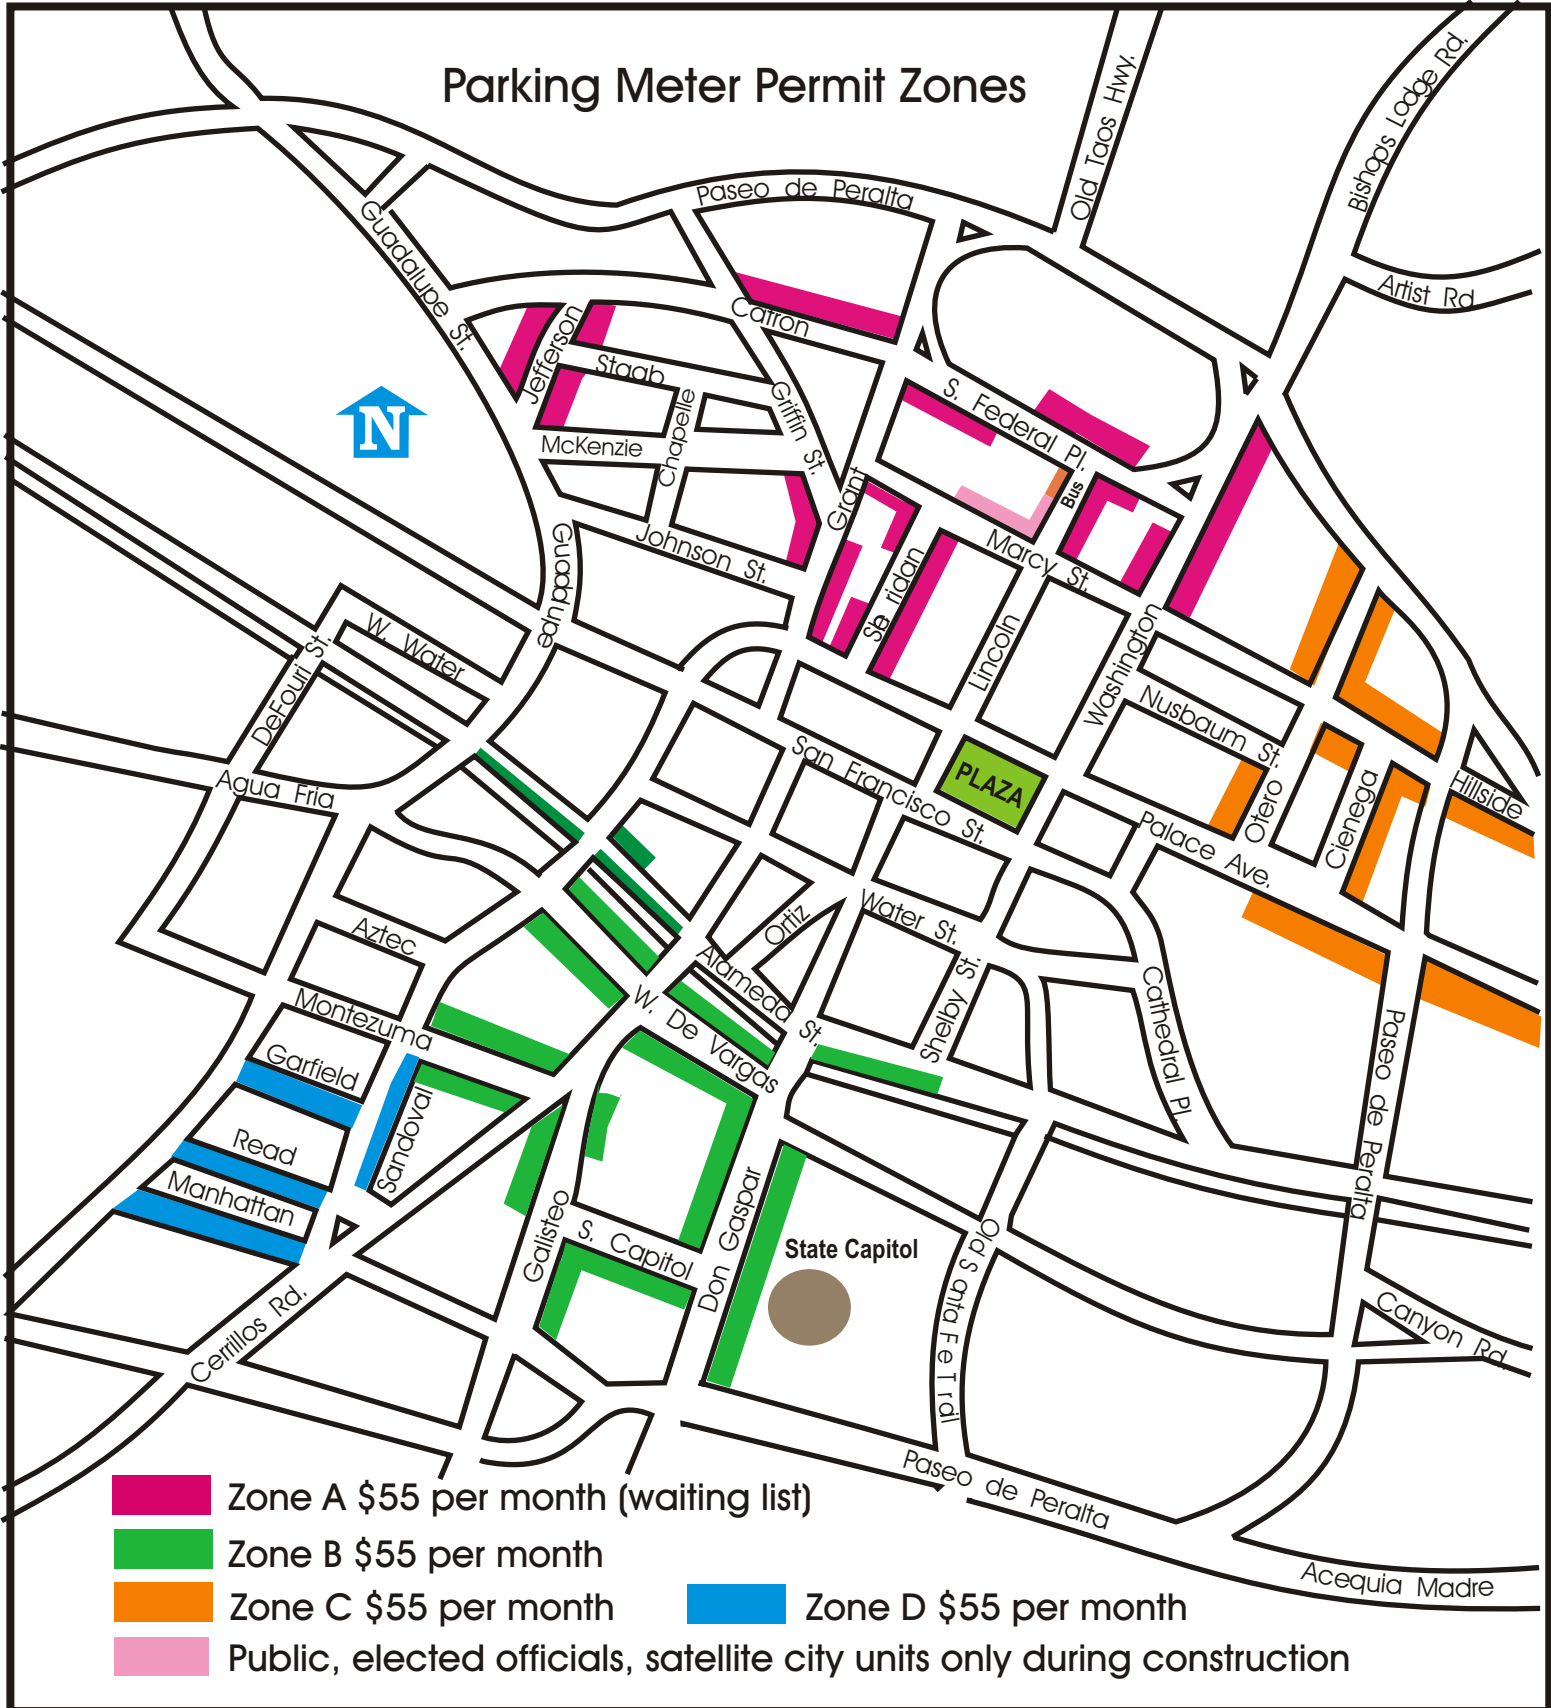 Parking Meter Permit Zones
Old Taos Hwy.
Bishop's Lodge Rd.
Paseo de Peralta
Artist Rd
Guadalupe St.
Catron
Jefferson
Staab
S. Federal Pl.
Griffin St.
Chapelle
N
McKenzie
Grant
Bus
Johnson St.
Marcy St.
Guadalupe
Sheridan
Lincoln
Washington
W. Water
DeFouri St.
Nusbaum St.
San Francisco St.
PLAZA
Agua Fria
Otero
Cienega
Hillside
Palace Ave.
Water St.
Ortiz
Aztec
Alameda St.
Shelby St.
Cathedral Pl.
Montezuma
W. De Vargas
Paseo de Peralta
Garfield
Sandoval
Read
Manhattan
Galisteo
S. Capitol
Don Gaspar
State Capitol
Old Santa Fe Trail
Canyon Rd
Cerrillos Rd.
Paseo de Peralta
Acequia Madre
Zone A $55 per month (waiting list)
Zone B $55 per month
Zone C $55 per month
Zone D $55 per month
Public, elected officials, satellite city units only during construction